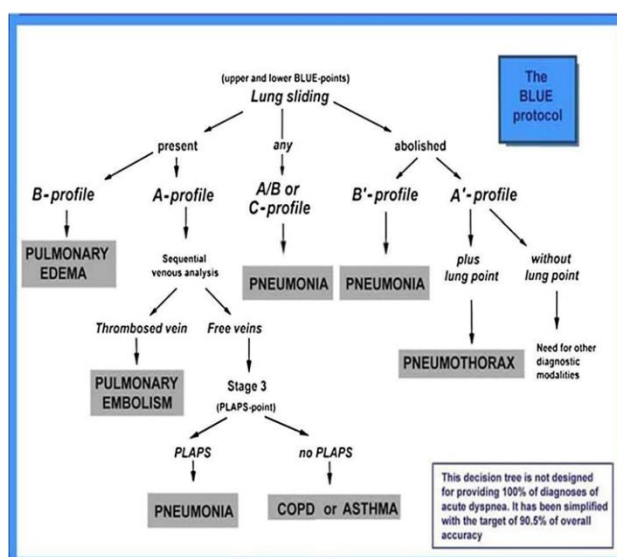 The
BLUE
protocol
(upper and lower BLUE-points)
Lung sliding
present
any
abolished
B-profile
A-profile
A/B or
C-profile
B'-profile
A'-profile
PULMONARY
EDEMA
Sequential
venous analysis
PNEUMONIA
PNEUMONIA
plus
lung point
without
lung point
Thrombosed vein
Free veins
PNEUMOTHORAX
Need for other
diagnostic
modalities
PULMONARY
EMBOLISM
Stage 3
(PLAPS-point)
PLAPS
no PLAPS
PNEUMONIA
COPD or ASTHMA
This decision tree is not designed
for providing 100% of diagnoses of
acute dyspnea. It has been simplified
with the target of 90.5% of overall
accuracy